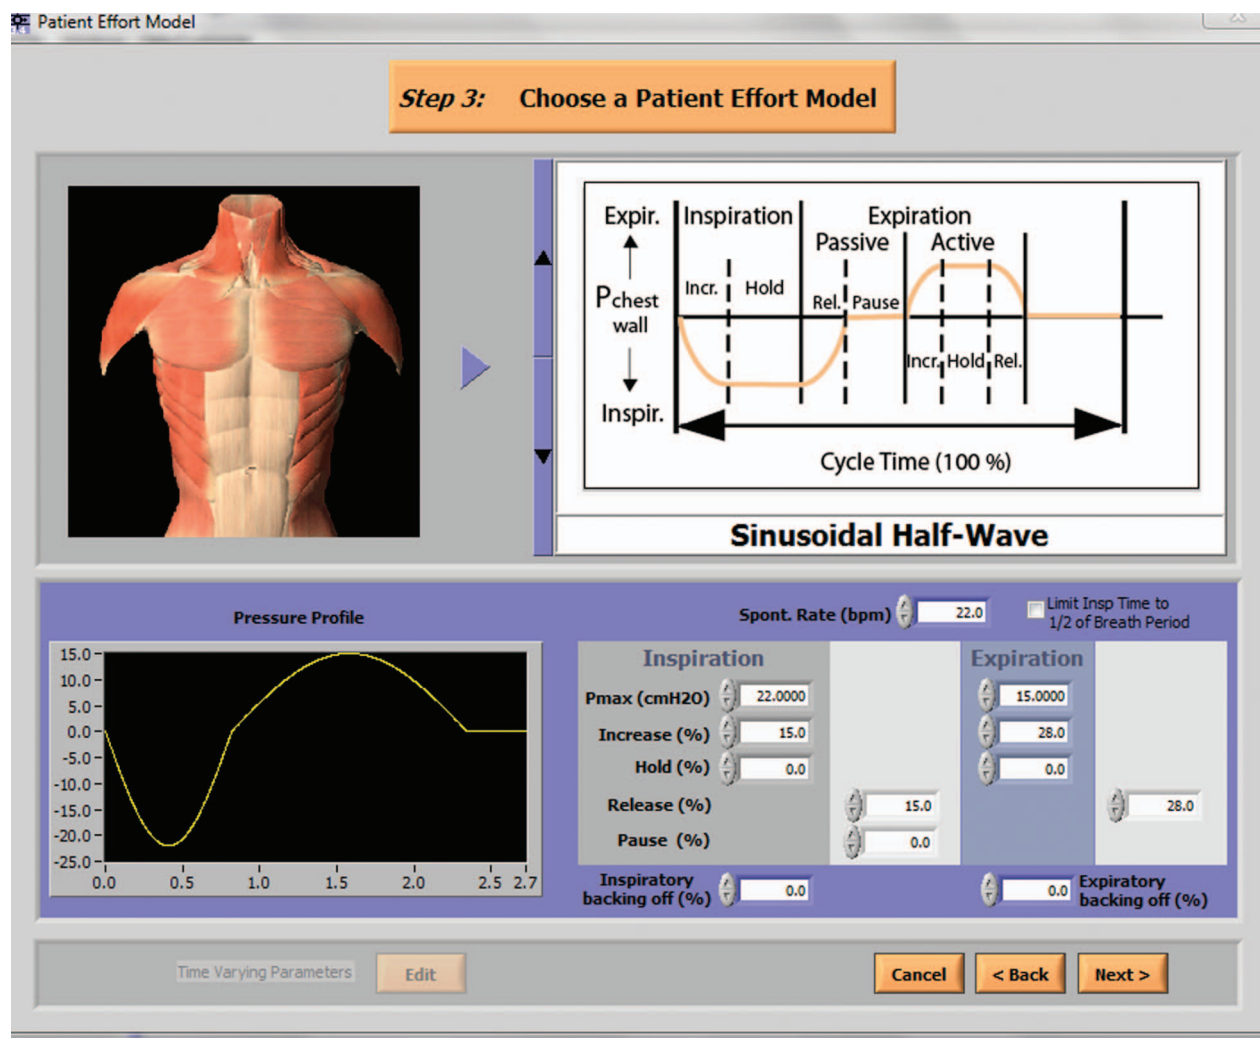 Patient Effort Model
Step 3: Choose a Patient Effort Model
Expir. Inspiration Expiration
Passive Active
Incr. Hold
Pchest wall
Rel. Pause
Incr. Hold Rel.
Inspir.
Cycle Time (100 %)
Sinusoidal Half-Wave
Pressure Profile
15.0
10.0
5.0
0.0
-5.0
-10.0
-15.0
-20.0
-25.0
0.0 0.5 1.0 1.5 2.0 2.5 2.7
Spont. Rate (bpm) 22.0
Limit Insp Time to
1/2 of Breath Period
Inspiration Expiration
Pmax (cmH2O) 22.0000 15.0000
Increase (%) 15.0 28.0
Hold (%) 0.0 0.0
Release (%) 15.0 28.0
Pause (%) 0.0
Inspiratory
backing off (%) 0.0
0.0 Expiratory
backing off (%)
Time Varying Parameters Edit
Cancel < Back Next >